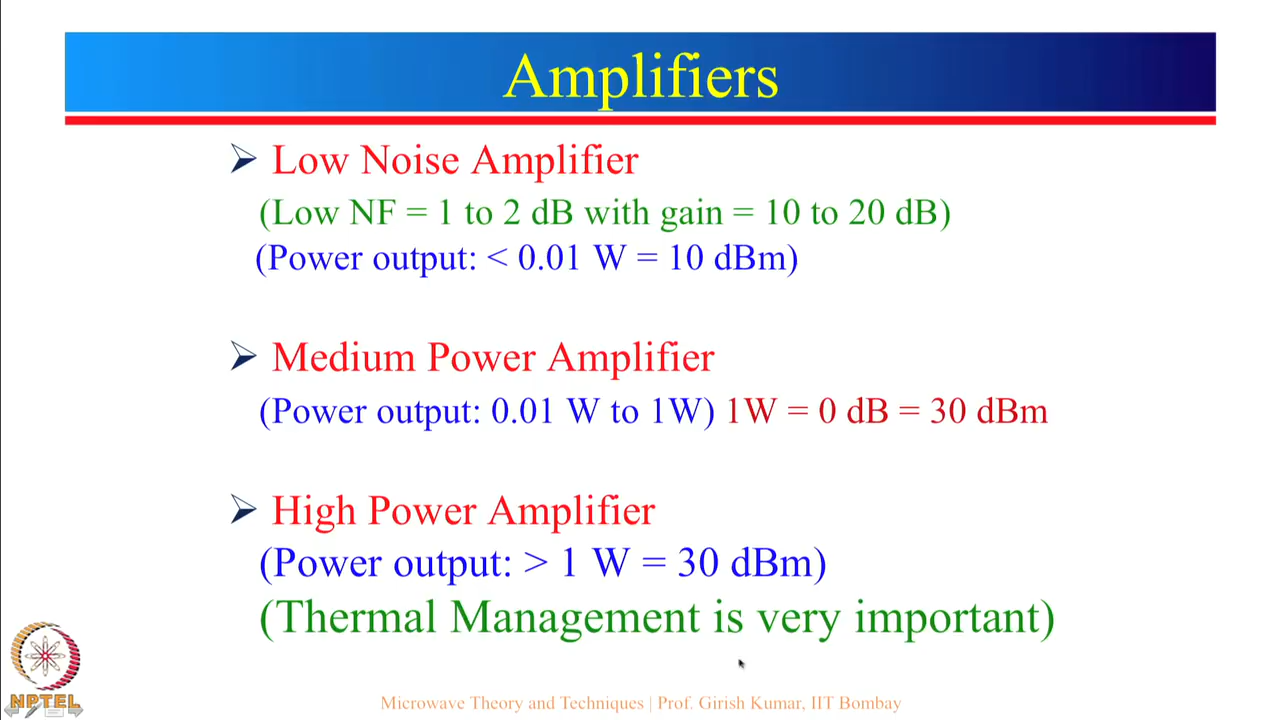 Amplifiers
Low Noise Amplifier
(Low NF = 1 to 2 dB with gain = 10 to 20 dB)
(Power output: < 0.01 W = 10 dBm)
Medium Power Amplifier
(Power output: 0.01 W to 1W) 1W = 0 dB = 30 dBm
High Power Amplifier
(Power output: > 1 W = 30 dBm)
(Thermal Management is very important)
NPTEL
Microwave Theory and Techniques | Prof. Girish Kumar, IIT Bombay